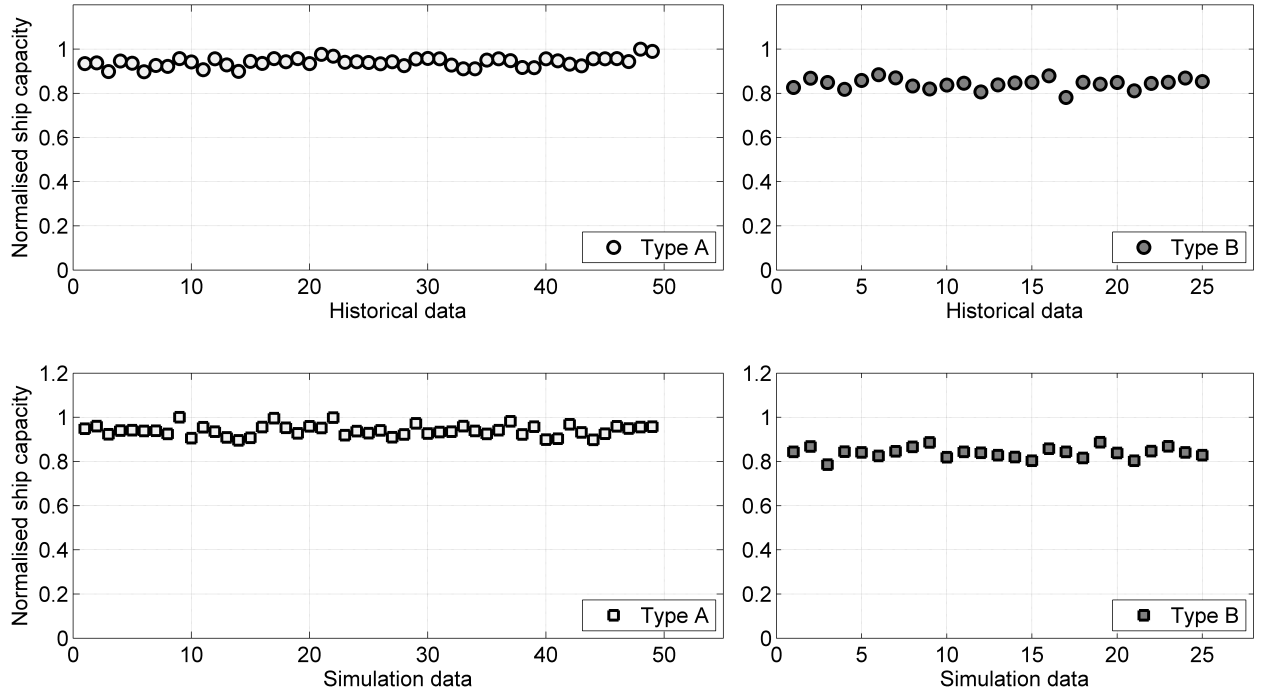 Normalised ship capacity
1
0.8
0.6
0.4
0.2
0
0 10 20 30 40 50
Historical data
Type A
1
0.8
0.6
0.4
0.2
0
0 5 10 15 20 25
Historical data
Type B
Normalised ship capacity
1.2
1
0.8
0.6
0.4
0.2
0
0 10 20 30 40 50
Simulation data
Type A
1.2
1
0.8
0.6
0.4
0.2
0
0 5 10 15 20 25
Simulation data
Type B